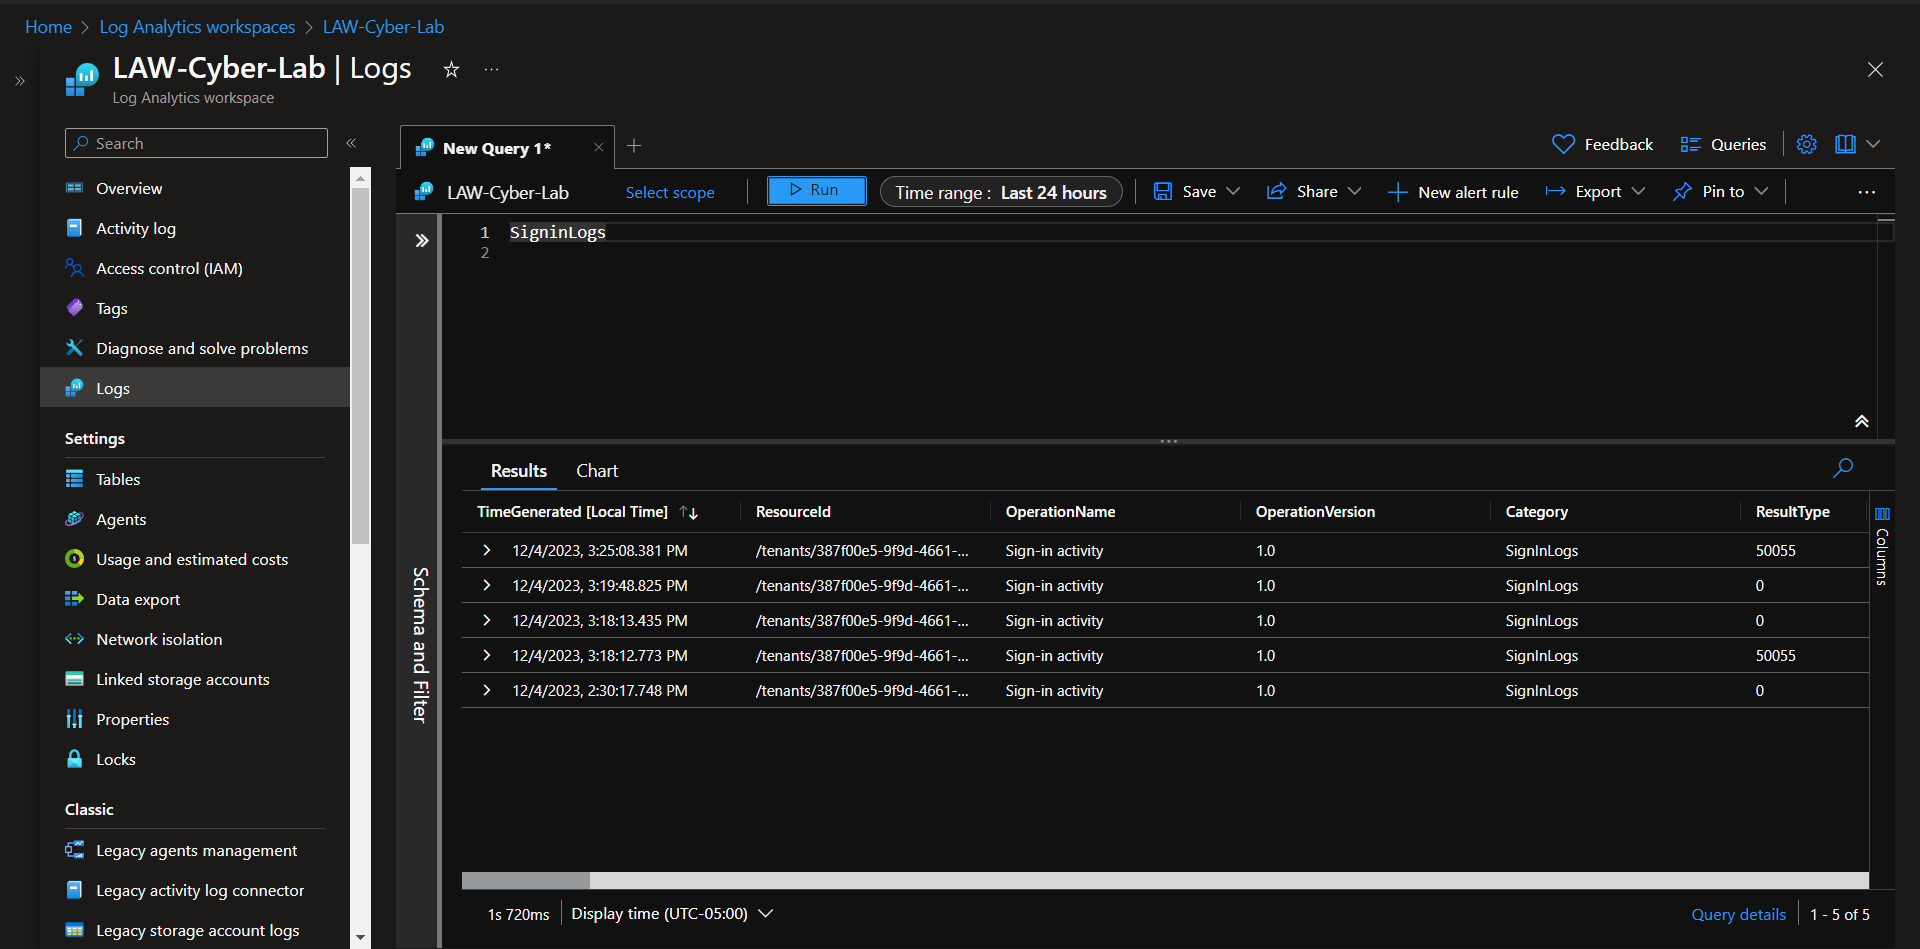 Home > Log Analytics workspaces > LAW-Cyber-Lab
LAW-Cyber-Lab | Logs
Log Analytics workspace
Search
Overview
Activity log
Access control (IAM)
Tags
Diagnose and solve problems
Logs
Settings
Tables
Agents
Usage and estimated costs
Data export
Network isolation
Linked storage accounts
Properties
Locks
Classic
Legacy agents management
Legacy activity log connector
Legacy storage account logs
New Query 1*
Feedback Queries
LAW-Cyber-Lab Select scope Run Time range : Last 24 hours Save Share New alert rule Export Pin to
1 SigninLogs
2
Schema and Filter
Results Chart
TimeGenerated [Local Time] ResourceId OperationName OperationVersion Category ResultType
12/4/2023, 3:25:08.381 PM /tenants/387f00e5-9f9d-4661-... Sign-in activity 1.0 SignInLogs 50055
12/4/2023, 3:19:48.825 PM /tenants/387f00e5-9f9d-4661-... Sign-in activity 1.0 SignInLogs 0
12/4/2023, 3:18:13.435 PM /tenants/387f00e5-9f9d-4661-... Sign-in activity 1.0 SignInLogs 0
12/4/2023, 3:18:12.773 PM /tenants/387f00e5-9f9d-4661-... Sign-in activity 1.0 SignInLogs 50055
12/4/2023, 2:30:17.748 PM /tenants/387f00e5-9f9d-4661-... Sign-in activity 1.0 SignInLogs 0
Columns
1s 720ms Display time (UTC-05:00) Query details 1 - 5 of 5